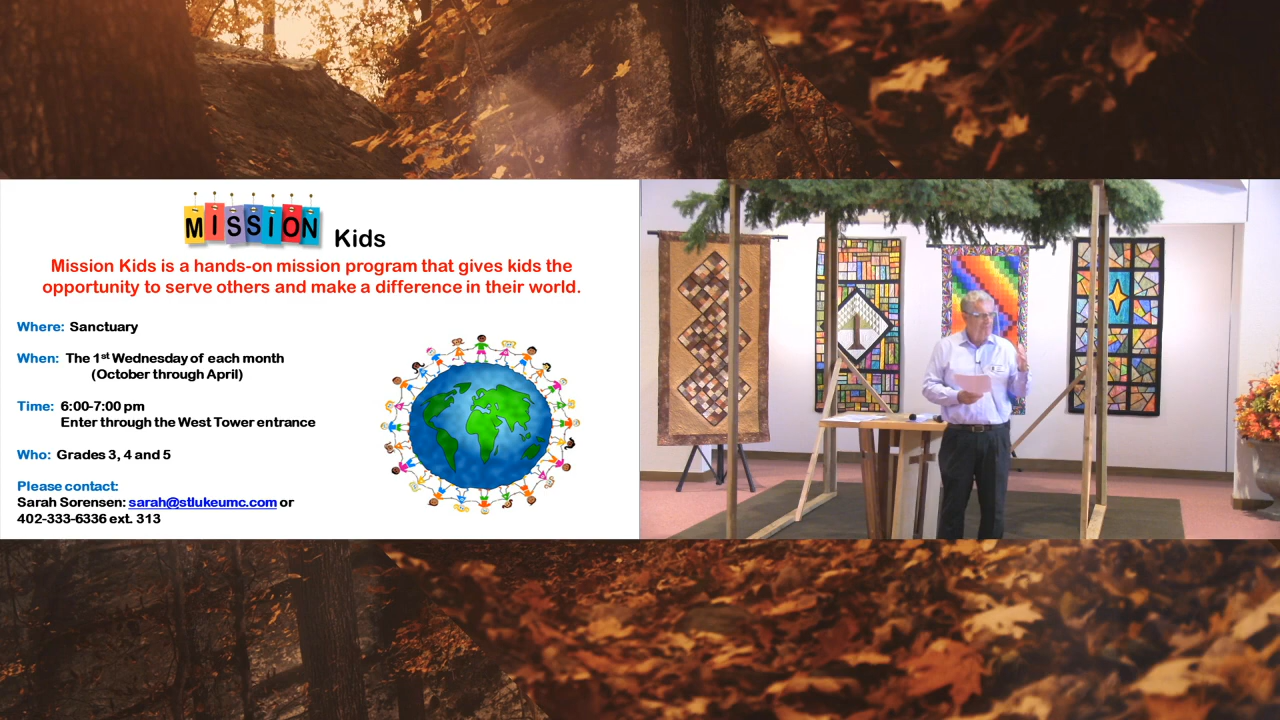 MISSION Kids
Mission Kids is a hands-on mission program that gives kids the
opportunity to serve others and make a difference in their world.
Where: Sanctuary
When: The 1st Wednesday of each month
(October through April)
Time: 6:00-7:00 pm
Enter through the West Tower entrance
Who: Grades 3, 4 and 5
Please contact:
Sarah Sorensen: sarah@stlukeumc.com or
402-333-6336 ext. 313